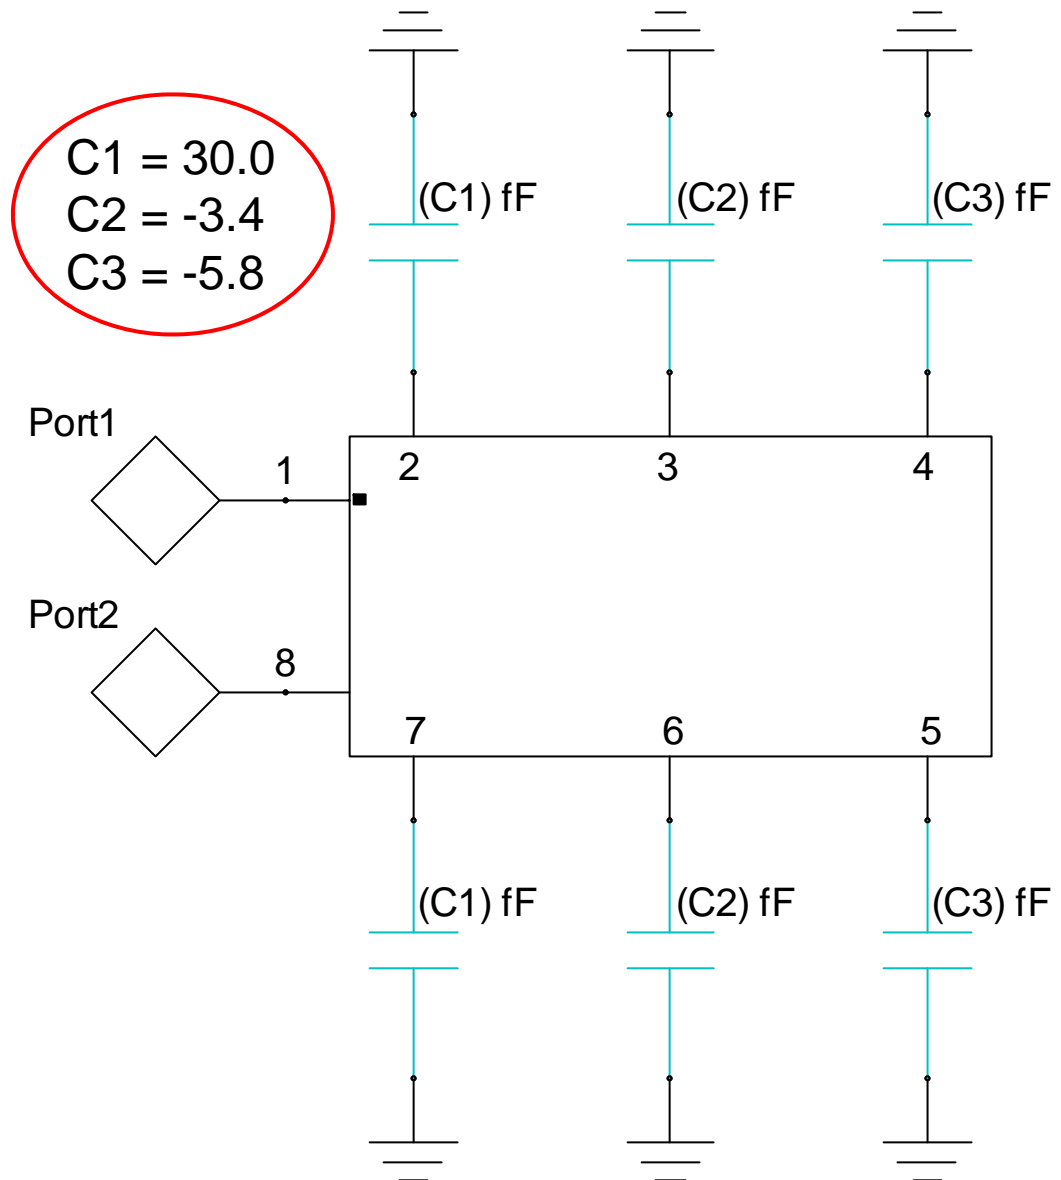 C1 = 30.0
C2 = -3.4
C3 = -5.8
(C1) fF
(C2) fF
(C3) fF
Port1
1
2
3
4
Port2
8
7
6
5
(C1) fF
(C2) fF
(C3) fF